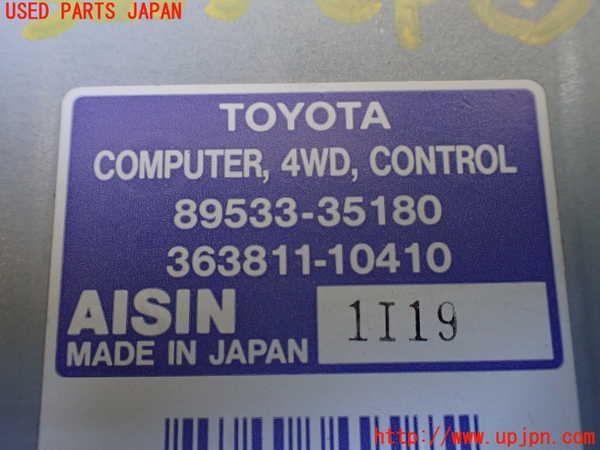 USED PARTS JAPAN
TOYOTA
COMPUTER, 4WD, CONTROL
89533-35180
363811-10410
AISIN
1I19
MADE IN JAPAN
http://www.upjpn.com